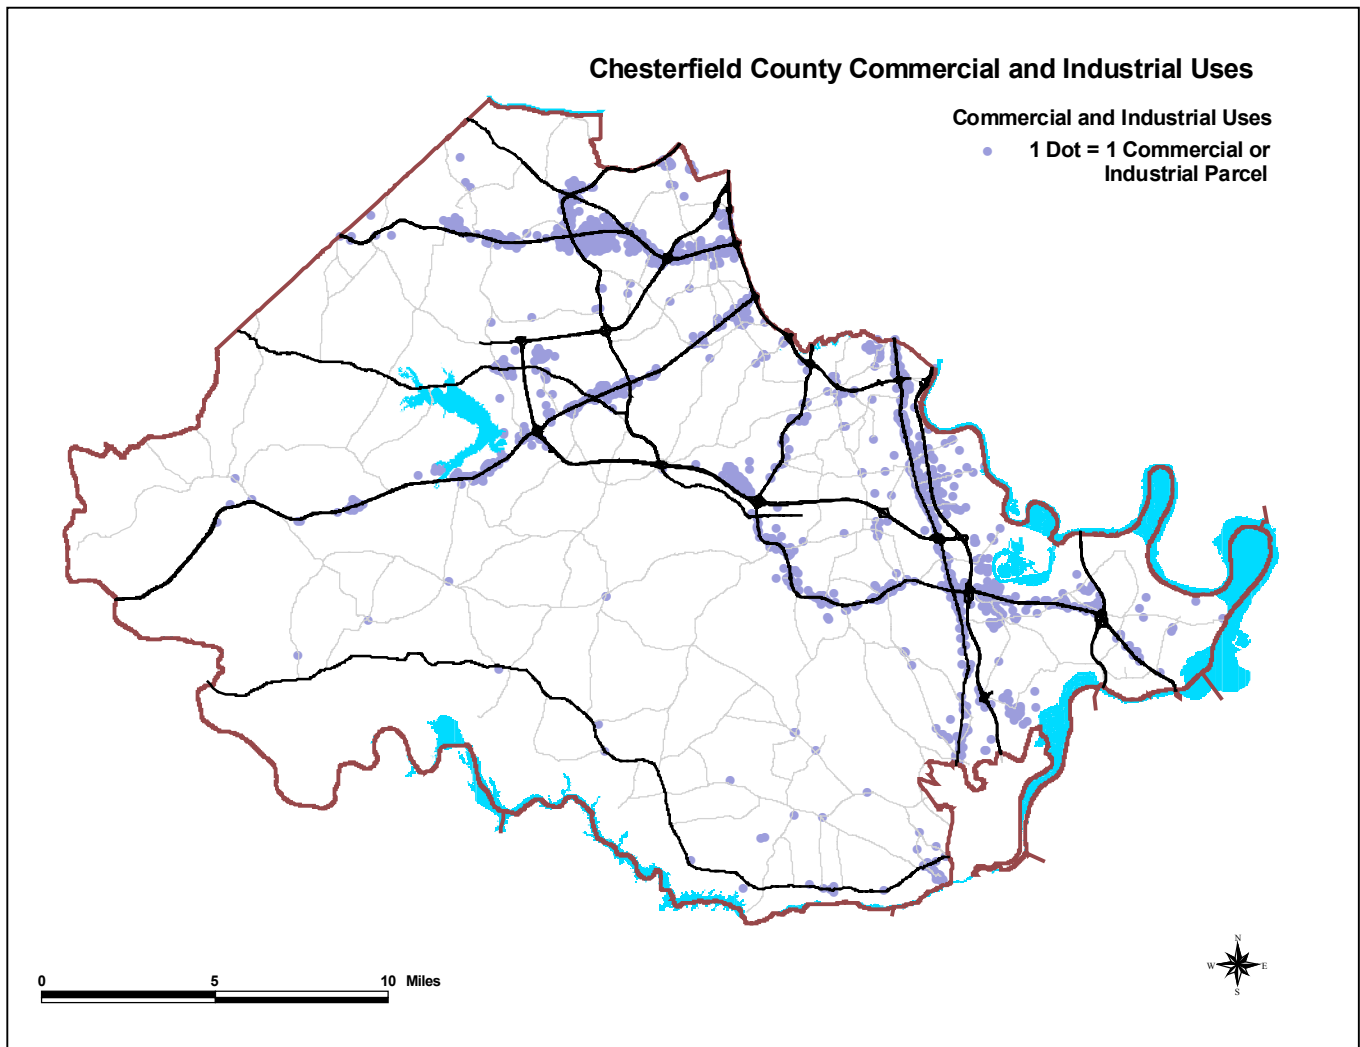 Chesterfield County Commercial and Industrial Uses
Commercial and Industrial Uses
1 Dot = 1 Commercial or
Industrial Parcel
N
W E
S
0 5 10 Miles